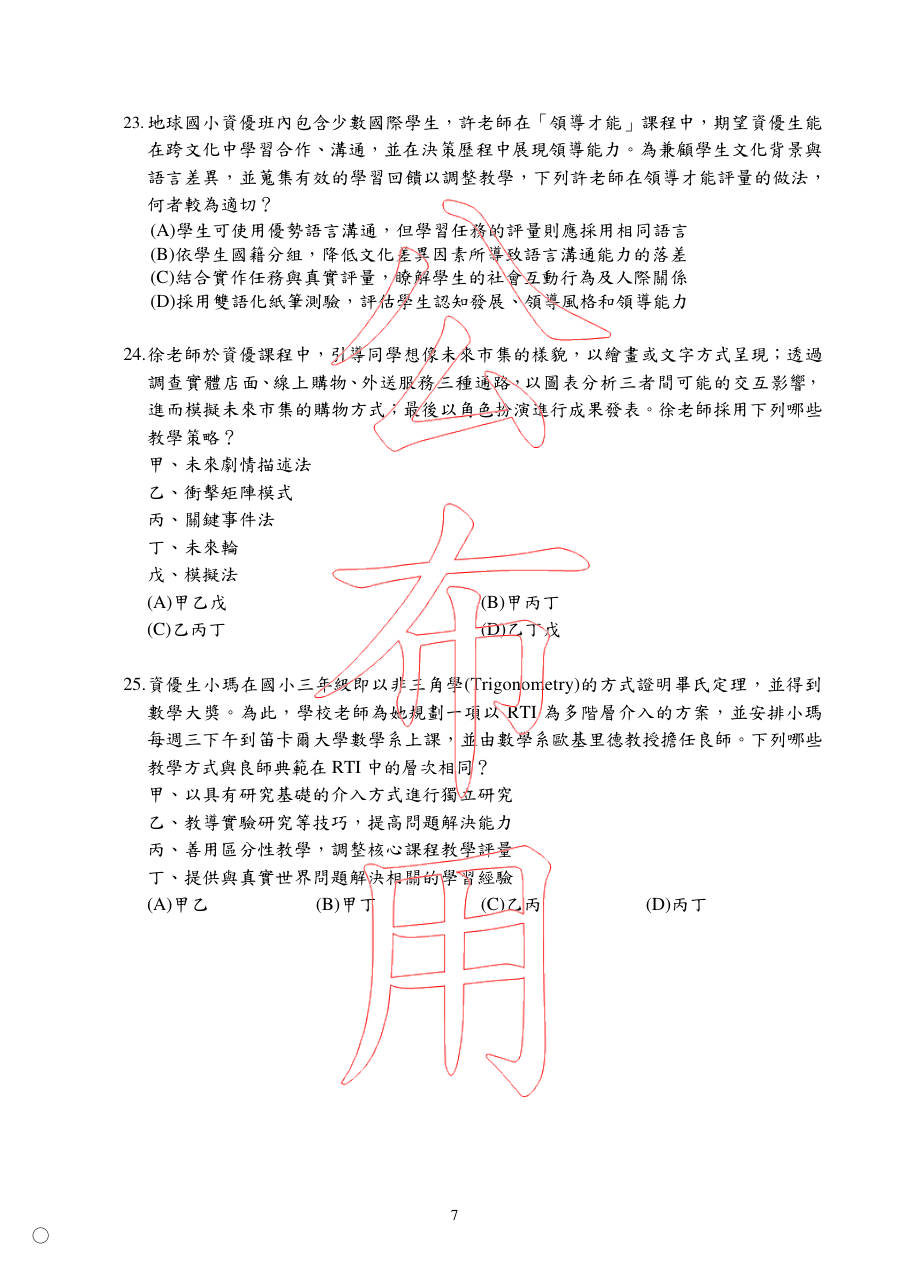 23.地球國小資優班內包含少數國際學生，許老師在「領導才能」課程中，期望資優生能
在跨文化中學習合作、溝通，並在決策歷程中展現領導能力。為兼顧學生文化背景與
語言差異，並蒐集有效的學習回饋以調整教學，下列許老師在領導才能評量的做法，
何者較為適切？
(A)學生可使用優勢語言溝通，但學習任務的評量則應採用相同語言
(B)依學生國籍分組，降低文化差異因素所導致語言溝通能力的落差
(C)結合實作任務與真實評量，瞭解學生的社會互動行為及人際關係
(D)採用雙語化紙筆測驗，評估學生認知發展、領導風格和領導能力
24.徐老師於資優課程中，引導同學想像未來市集的樣貌，以繪畫或文字方式呈現；透過
調查實體店面、線上購物、外送服務三種通路，以圖表分析三者間可能的交互影響，
進而模擬未來市集的購物方式；最後以角色扮演進行成果發表。徐老師採用下列哪些
教學策略？
甲、未來劇情描述法
乙、衝擊矩陣模式
丙、關鍵事件法
丁、未來輪
戊、模擬法
(A)甲乙戊 (B)甲丙丁
(C)乙丙丁 (D)乙丁戊
25.資優生小瑪在國小三年級即以非三角學(Trigonometry)的方式證明畢氏定理，並得到
數學大獎。為此，學校老師為她規劃一項以 RTI 為多階層介入的方案，並安排小瑪
每週三下午到笛卡爾大學數學系上課，並由數學系歐基里德教授擔任良師。下列哪些
教學方式與良師典範在 RTI 中的層次相同？
甲、以具有研究基礎的介入方式進行獨立研究
乙、教導實驗研究等技巧，提高問題解決能力
丙、善用區分性教學，調整核心課程教學評量
丁、提供與真實世界問題解決相關的學習經驗
(A)甲乙 (B)甲丁 (C)乙丙 (D)丙丁
公
布
用
7